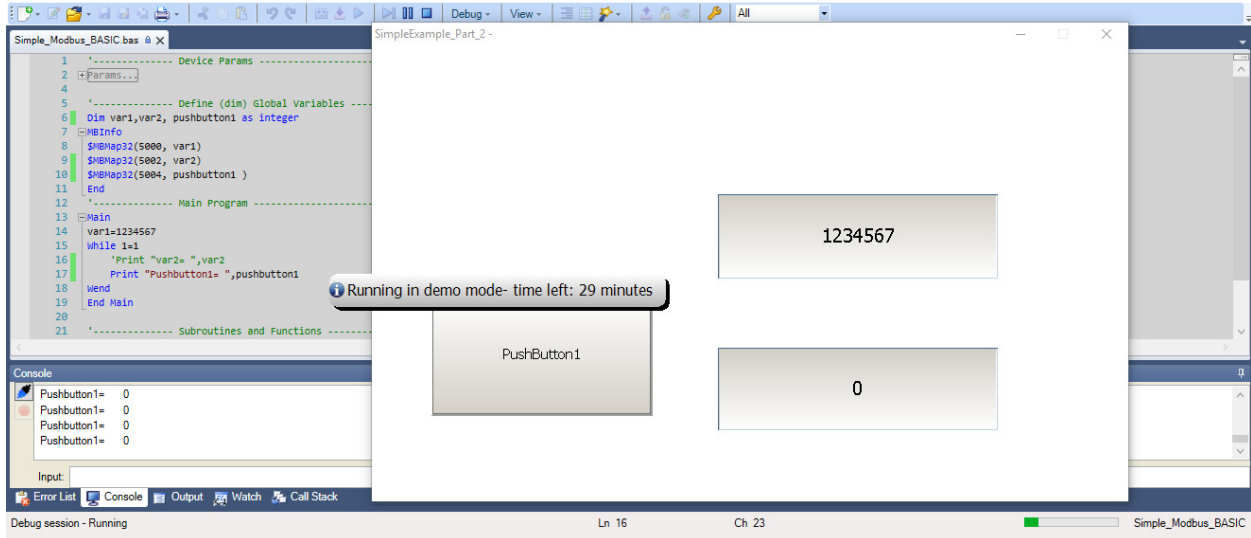 Debug View All
Simple_Modbus_BASIC.bas
SimpleExample_Part_2 -
1 '-------------- Device Params -------------------
2 Params...
4
5 '-------------- Define (dim) Global Variables ----
6 Dim var1,var2, pushbutton1 as integer
7 MBInfo
8 $MBMap32(5000, var1)
9 $MBMap32(5002, var2)
10 $MBMap32(5004, pushbutton1 )
11 End
12 '-------------- Main Program --------------------
13 Main
14 var1=1234567
15 While 1=1
16 'Print "var2= ",var2
17 Print "Pushbutton1= ",pushbutton1
18 Wend
19 End Main
20
21 '-------------- Subroutines and Functions -------
1234567
Running in demo mode- time left: 29 minutes
PushButton1
0
Console
Pushbutton1= 0
Pushbutton1= 0
Pushbutton1= 0
Pushbutton1= 0
Input:
Error List Console Output Watch Call Stack
Debug session - Running Ln 16 Ch 23 Simple_Modbus_BASIC